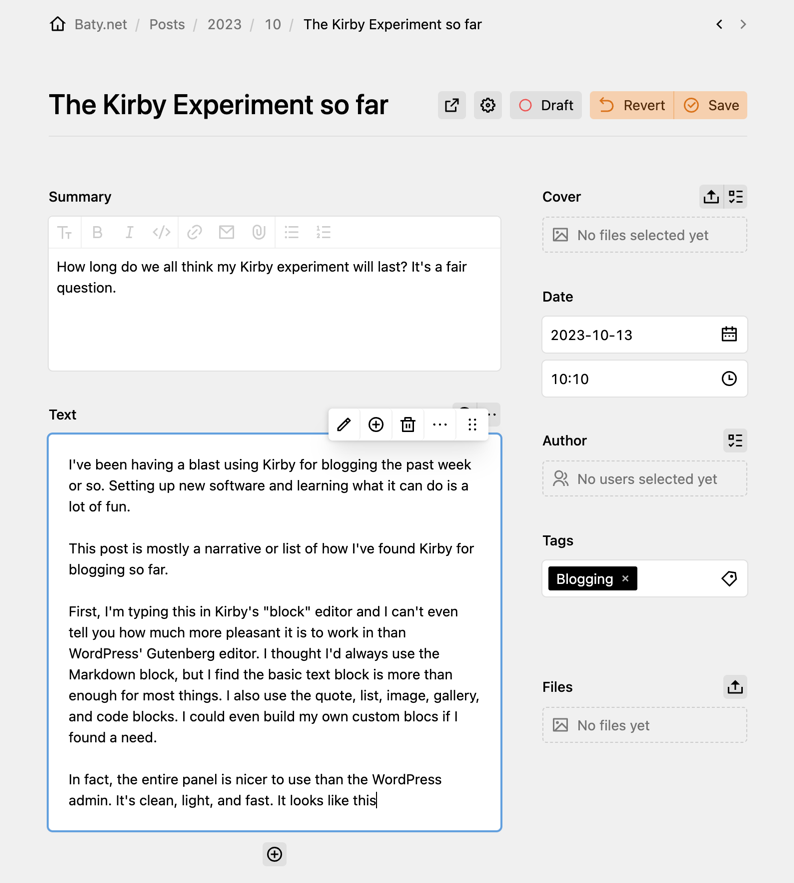 Baty.net / Posts / 2023 / 10 / The Kirby Experiment so far
The Kirby Experiment so far
Draft
Revert
Save
Summary
How long do we all think my Kirby experiment will last? It's a fair
question.
Text
I've been having a blast using Kirby for blogging the past week
or so. Setting up new software and learning what it can do is a
lot of fun.
This post is mostly a narrative or list of how I've found Kirby for
blogging so far.
First, I'm typing this in Kirby's "block" editor and I can't even
tell you how much more pleasant it is to work in than
WordPress' Gutenberg editor. I thought I'd always use the
Markdown block, but I find the basic text block is more than
enough for most things. I also use the quote, list, image, gallery,
and code blocks. I could even build my own custom blocs if I
found a need.
In fact, the entire panel is nicer to use than the WordPress
admin. It's clean, light, and fast. It looks like this
Cover
No files selected yet
Date
2023-10-13
10:10
Author
No users selected yet
Tags
Blogging ×
Files
No files yet